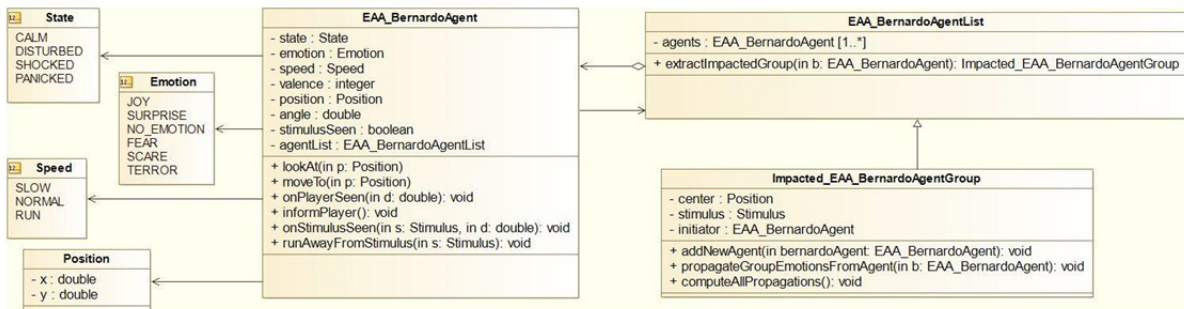 State
CALM
DISTURBED
SHOCKED
PANICKED
Emotion
JOY
SURPRISE
NO_EMOTION
FEAR
SCARE
TERROR
Speed
SLOW
NORMAL
RUN
Position
- x : double
- y : double
EAA_BernardoAgent
- state : State
- emotion : Emotion
- speed : Speed
- valence : integer
- position : Position
- angle : double
- stimulusSeen : boolean
- agentList : EAA_BernardoAgentList
+ lookAt(in p: Position)
+ moveTo(in p: Position)
+ onPlayerSeen(in d: double): void
+ informPlayer(): void
+ onStimulusSeen(in s: Stimulus, in d: double): void
+ runAwayFromStimulus(in s: Stimulus): void
EAA_BernardoAgentList
- agents : EAA_BernardoAgent [1..*]
+ extractImpactedGroup(in b: EAA_BernardoAgent): Impacted_EAA_BernardoAgentGroup
Impacted_EAA_BernardoAgentGroup
- center : Position
- stimulus : Stimulus
- initiator : EAA_BernardoAgent
+ addNewAgent(in bernardoAgent: EAA_BernardoAgent): void
+ propagateGroupEmotionsFromAgent(in b: EAA_BernardoAgent): void
+ computeAllPropagations(): void